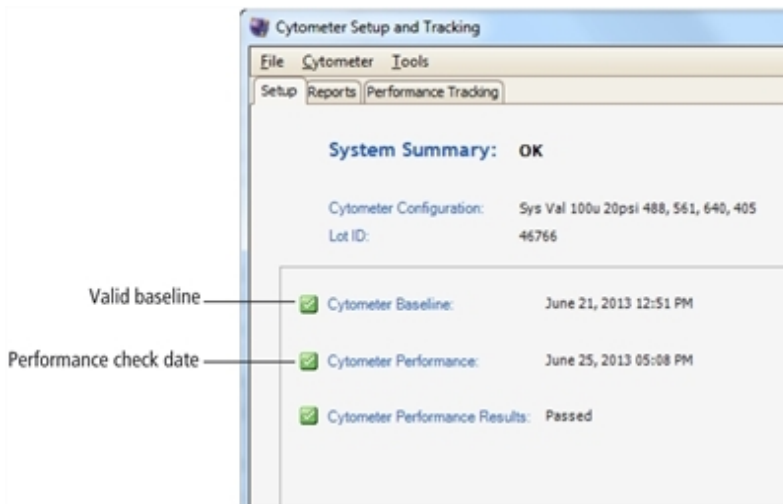 Cytometer Setup and Tracking
File Cytometer Tools
Setup Reports Performance Tracking
System Summary: OK
Cytometer Configuration: Sys Val 100u 20psi 488, 561, 640, 405
Lot ID: 46766
Valid baseline Cytometer Baseline: June 21, 2013 12:51 PM
Performance check date Cytometer Performance: June 25, 2013 05:08 PM
Cytometer Performance Results: Passed